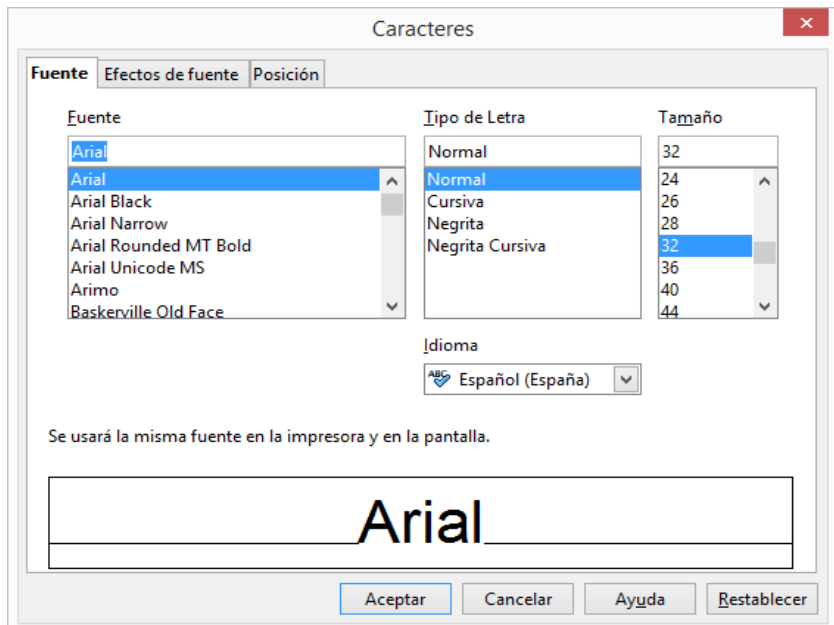 Caracteres
Fuente Efectos de fuente Posición
Fuente Tipo de Letra Tamaño
Arial Normal 32
Arial Normal 24
Arial Black Cursiva 26
Arial Narrow Negrita 28
Arial Rounded MT Bold Negrita Cursiva 32
Arial Unicode MS 36
Arimo 40
Baskerville Old Face 44
Idioma
ABC Español (España)
Se usará la misma fuente en la impresora y en la pantalla.
Arial
Aceptar Cancelar Ayuda Restablecer